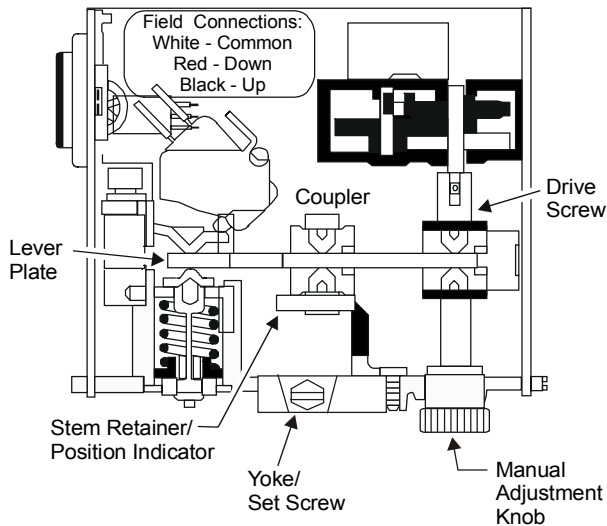 Field Connections:
White - Common
Red - Down
Black - Up
Coupler
Drive
Screw
Lever
Plate
Stem Retainer/
Position Indicator
Yoke/
Set Screw
Manual
Adjustment
Knob